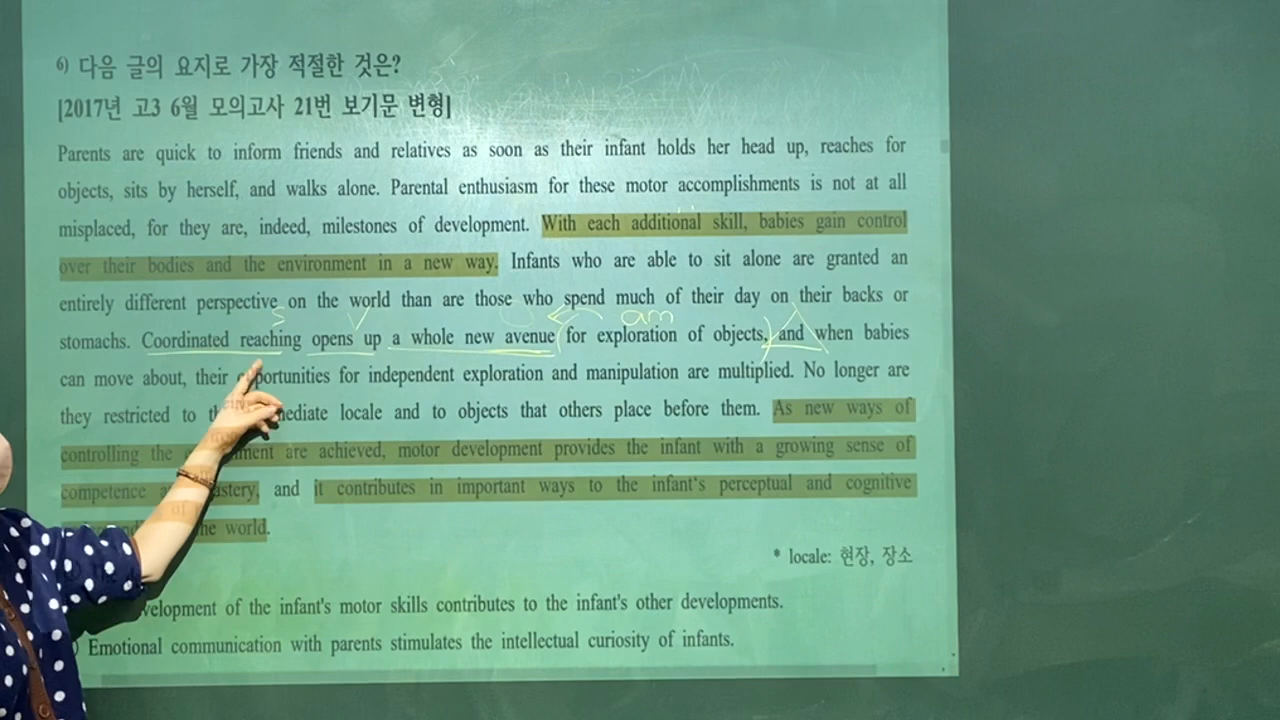 6) 다음 글의 요지로 가장 적절한 것은?
[2017년 고3 6월 모의고사 21번 보기문 변형]
Parents are quick to inform friends and relatives as soon as their infant holds her head up, reaches for
objects, sits by herself, and walks alone. Parental enthusiasm for these motor accomplishments is not at all
misplaced, for they are, indeed, milestones of development. With each additional skill, babies gain control
over their bodies and the environment in a new way. Infants who are able to sit alone are granted an
entirely different perspective on the world than are those who spend much of their day on their backs or
S V am
stomachs. Coordinated reaching opens up a whole new avenue for exploration of objects, and when babies
can move about, their opportunities for independent exploration and manipulation are multiplied. No longer are
they restricted to locale and to objects that others place before them. As new ways of
controlling the are achieved, motor development provides the infant with a growing sense of
competence and it contributes in important ways to the infant's perceptual and cognitive
of the world.
* locale: 현장, 장소
of the infant's motor skills contributes to the infant's other developments.
Emotional communication with parents stimulates the intellectual curiosity of infants.